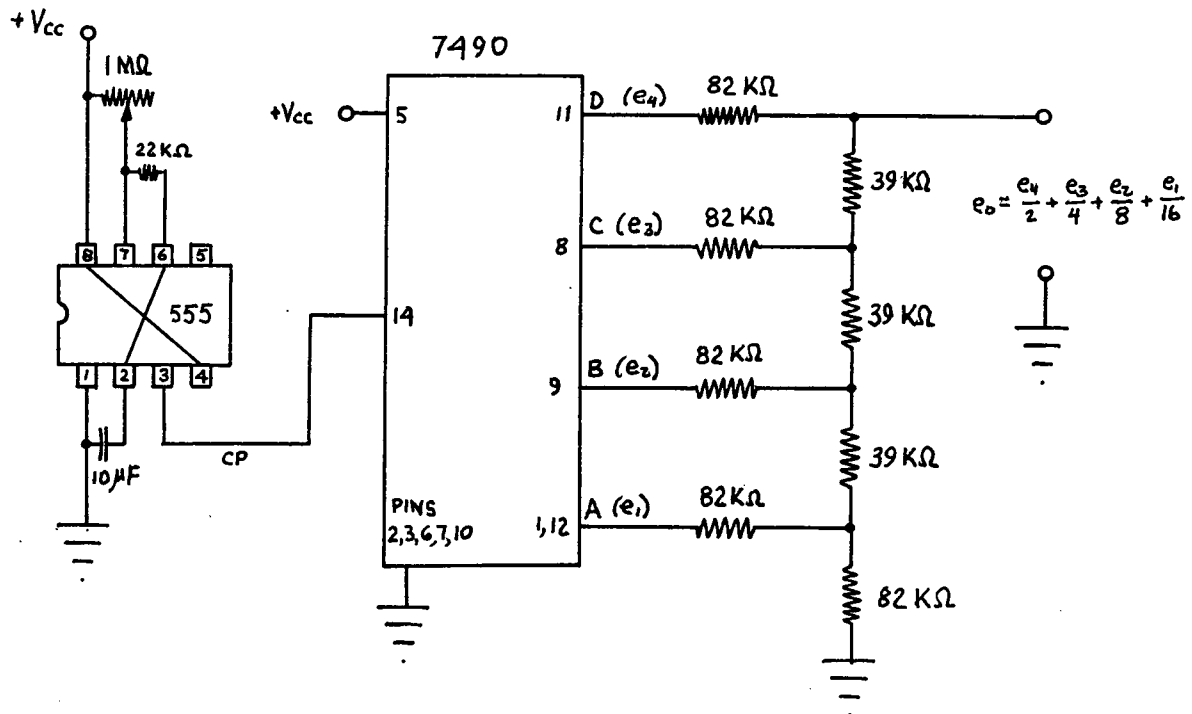 +Vcc
1MΩ
22KΩ
8
7
6
5
555
1
2
3
4
10μF
CP
7490
+Vcc
5
14
PINS
2,3,6,7,10
11
D (e4)
82 KΩ
39 KΩ
8
C (e3)
82 KΩ
39 KΩ
9
B (e2)
82 KΩ
39 KΩ
1,12
A (e1)
82KΩ
82 KΩ
eo = e4/2 + e3/4 + e2/8 + e1/16